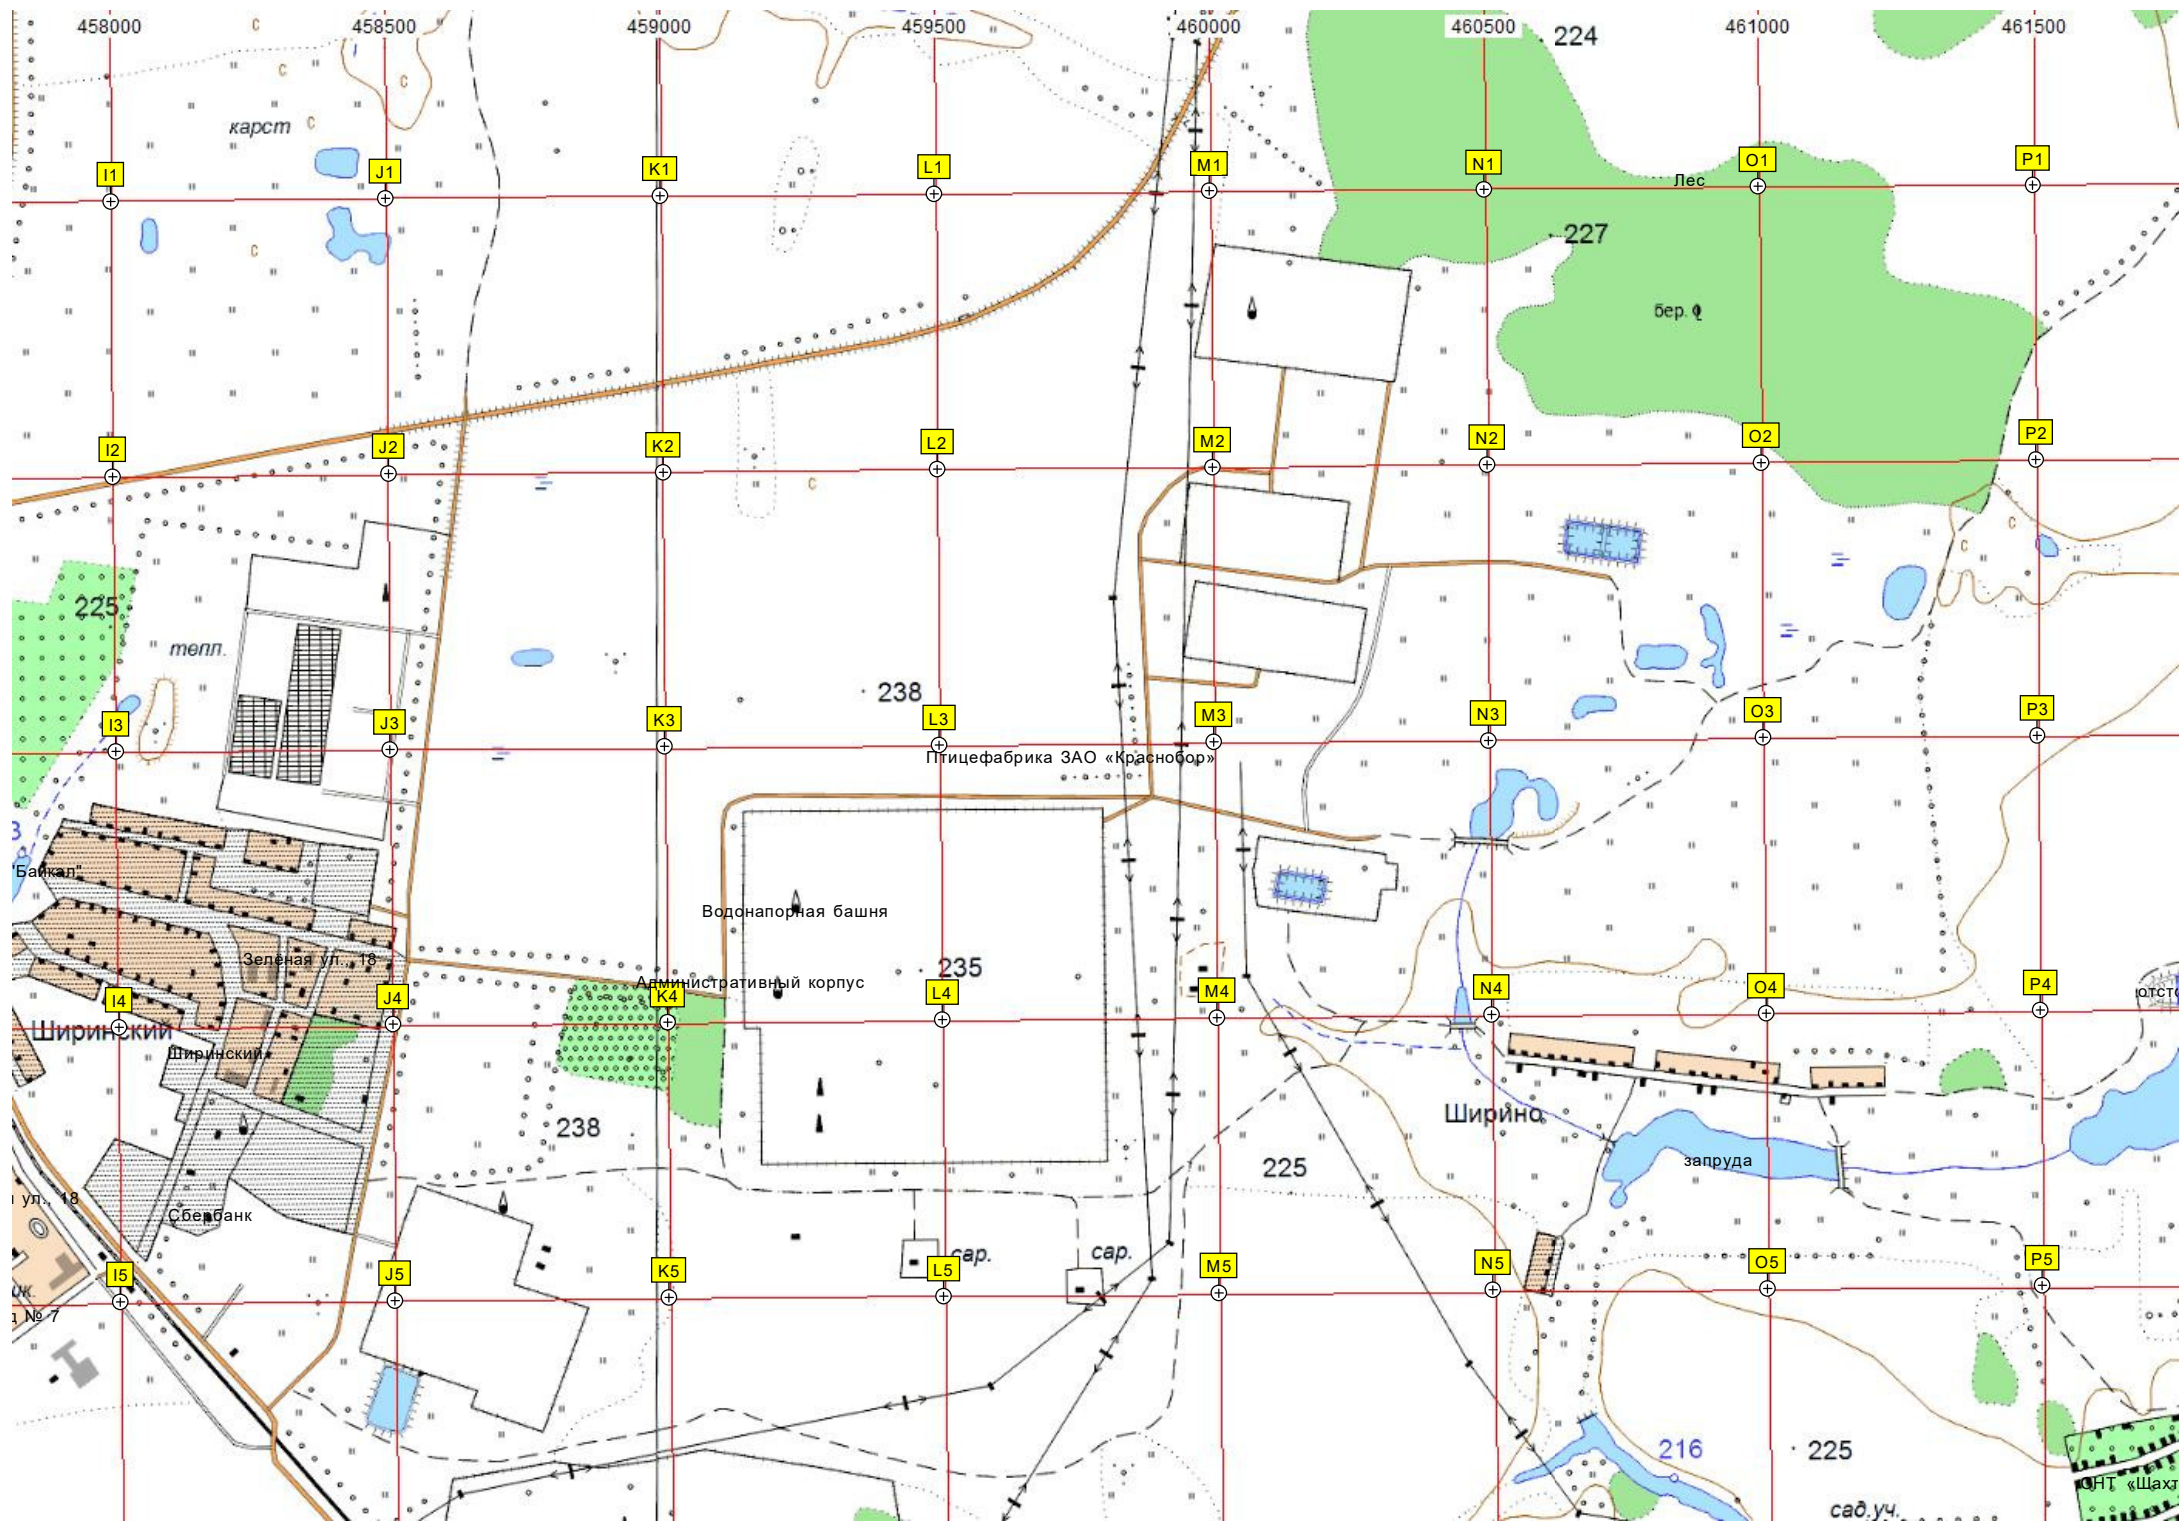 458000 458500 459000 459500 460000 460500 461000 461500
224
с
с
с
карст
с
I1 J1 K1 L1 M1 N1 O1 P1
Лес
227
с
бер.
I2 J2 K2 L2 M2 N2 O2 P2
с
с
с
225
тепл.
238
I3 J3 K3 L3 M3 N3 O3 P3
Птицефабрика ЗАО «Краснобор»
3
"Байкал"
Водонапорная башня
Зелёная ул., 18
235
Административный корпус
I4 J4 K4 L4 M4 N4 O4 P4
отст
Ширинский
Ширинский
238
Ширино
225
запруда
ул., 18
Сбербанк
сар.
сар.
I5 J5 K5 L5 M5 N5 O5 P5
№ 7
216
225
СНТ «Шахт
сад.уч.